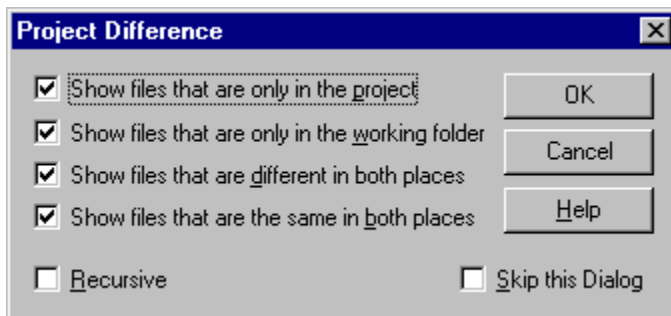 Project Difference
Show files that are only in the project
OK
Show files that are only in the working folder
Cancel
Show files that are different in both places
Show files that are the same in both places
Help
Recursive
Skip this Dialog